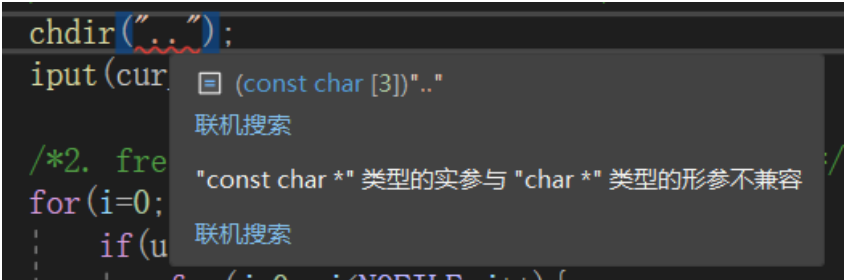 chdir("..");
iput(cur
(const char [3])".."
联机搜索
/*2. fre
"const char *" 类型的实参与 "char *" 类型的形参不兼容
for(i=0;
联机搜索
if(u